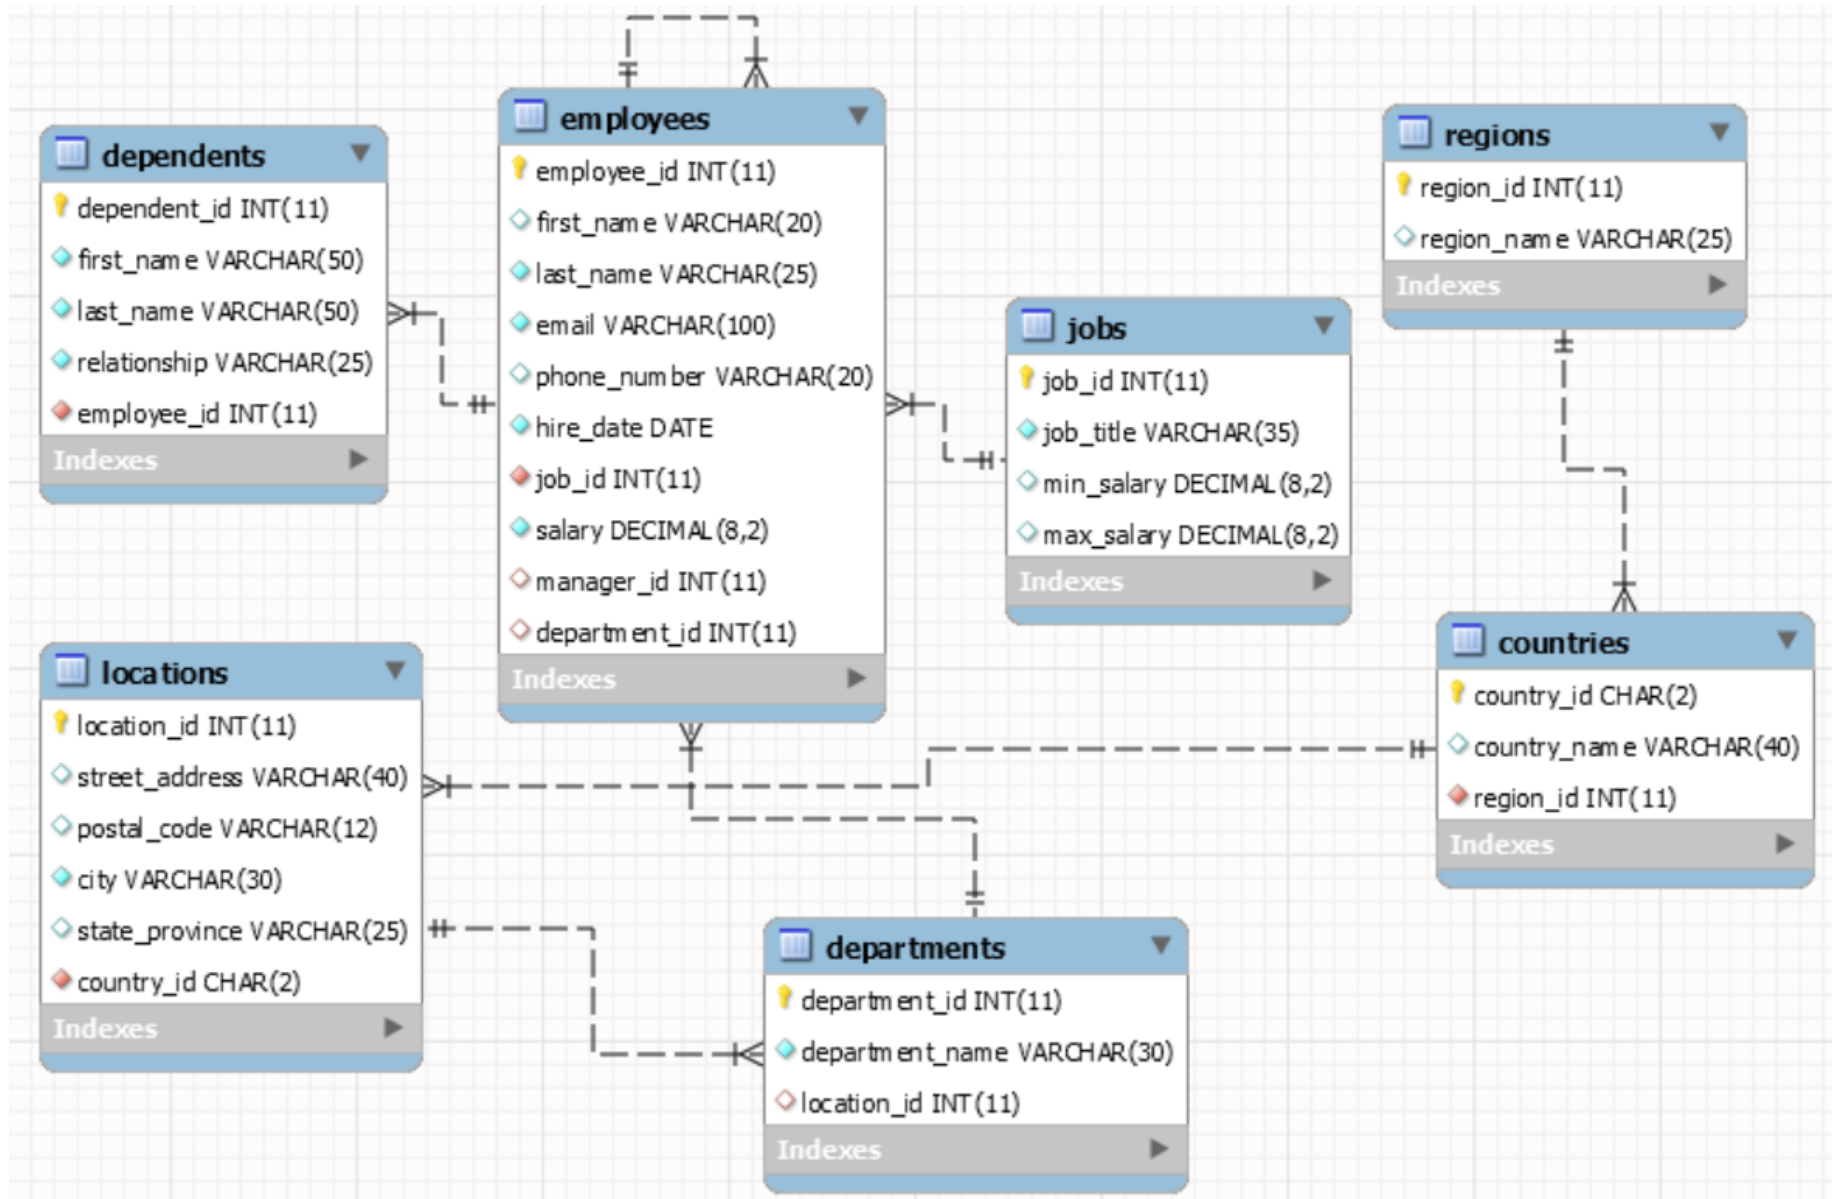 dependents
dependent_id INT(11)
first_name VARCHAR(50)
last_name VARCHAR(50)
relationship VARCHAR(25)
employee_id INT(11)
Indexes
employees
employee_id INT(11)
first_name VARCHAR(20)
last_name VARCHAR(25)
email VARCHAR(100)
phone_number VARCHAR(20)
hire_date DATE
job_id INT(11)
salary DECIMAL(8,2)
manager_id INT(11)
department_id INT(11)
Indexes
jobs
job_id INT(11)
job_title VARCHAR(35)
min_salary DECIMAL(8,2)
max_salary DECIMAL(8,2)
Indexes
regions
region_id INT(11)
region_name VARCHAR(25)
Indexes
countries
country_id CHAR(2)
country_name VARCHAR(40)
region_id INT(11)
Indexes
locations
location_id INT(11)
street_address VARCHAR(40)
postal_code VARCHAR(12)
city VARCHAR(30)
state_province VARCHAR(25)
country_id CHAR(2)
Indexes
departments
department_id INT(11)
department_name VARCHAR(30)
location_id INT(11)
Indexes